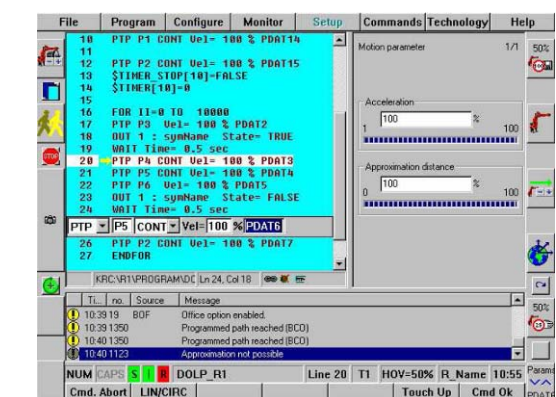 File Program Configure Monitor Setup Commands Technology Help
10 PTP P1 CONT Vel= 100 % PDAT14
11
12 PTP P2 CONT Vel= 100 % PDAT15
13 $TIMER_STOP[10]=FALSE
14 $TIMER[10]=0
15
16 FOR II=0 TO 10000
17 PTP P3 Vel= 100 % PDAT2
18 OUT 1 : symName State= TRUE
19 WAIT Time= 0.5 sec
20 PTP P4 CONT Vel= 100 % PDAT3
21 PTP P5 CONT Vel= 100 % PDAT4
22 PTP P6 Vel= 100 % PDAT5
23 OUT 1 : symName State= FALSE
24 WAIT Time= 0.5 sec
PTP P5 CONT Vel= 100 % PDAT6
26 PTP P2 CONT Vel= 100 % PDAT7
27 ENDFOR
KRC:\R1\PROGRAM\DC Ln 24, Col 18
Motion parameter 1/1
Acceleration
1 100 % 100
Approximation distance
0 100 % 100
50%
STOP
Ti... no. Source Message
10:39 19 BOF Office option enabled.
10:39 1350 Programmed path reached (BCO)
10:40 1350 Programmed path reached (BCO)
10:40 1123 Approximation not possible
50%
NUM CAPS S I R DOLP_R1 Line 20 T1 HOV=50% R_Name 10:55
Params
PDAT6
Cmd. Abort LIN/CIRC Touch Up Cmd Ok